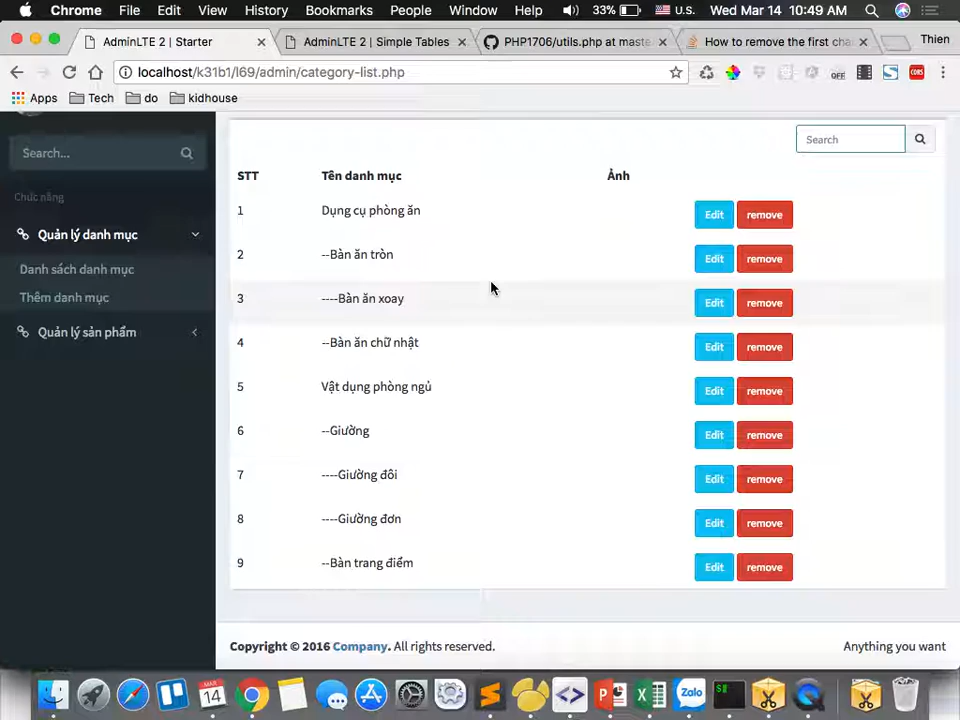 Chrome File Edit View History Bookmarks People Window Help 33% U.S. Wed Mar 14 10:49 AM
AdminLTE 2 | Starter
AdminLTE 2 | Simple Tables
PHP1706/utils.py at maste
How to remove the first cha
Thien
localhost/k31b1/l69/admin/category-list.php
OFF
CORS
Apps Tech do kidhouse
Search...
Search
Chức năng
STT Tên danh mục Ảnh
1 Dụng cụ phòng ăn Edit remove
Quản lý danh mục
2 --Bàn ăn tròn Edit remove
Danh sách danh mục
3 ----Bàn ăn xoay Edit remove
Thêm danh mục
Quản lý sản phẩm
4 --Bàn ăn chữ nhật Edit remove
5 Vật dụng phòng ngủ Edit remove
6 --Giường Edit remove
7 ----Giường đôi Edit remove
8 ----Giường đơn Edit remove
9 --Bàn trang điểm Edit remove
Copyright © 2016 Company. All rights reserved.
Anything you want
MAR
14
Zalo